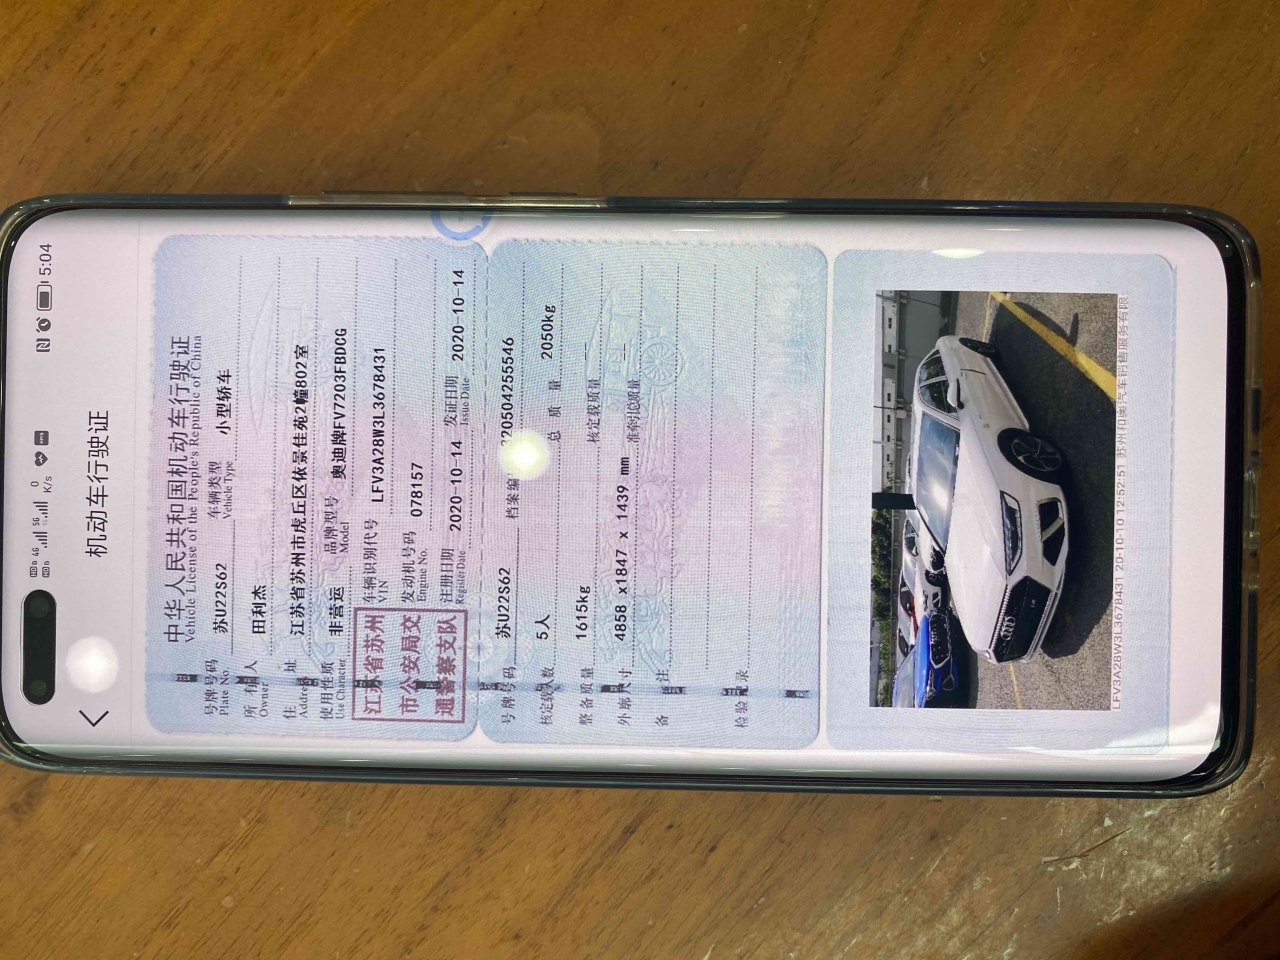 5:04
机动车行驶证
中华人民共和国机动车行驶证
Vehicle License of the People's Republic of China
号牌号码 苏U22S62 车辆类型 小型轿车
Plate No. Vehicle Type
所有人 田利杰
Owner
住 址 江苏省苏州市虎丘区依景佳苑2幢802室
Address
使用性质 非营运 品牌型号 奥迪牌FV7203FBDCG
Use Character Model
江苏省苏州
市公安局交
通警察支队
车辆识别代号 LFV3A28W3L3678431
VIN
发动机号码 078157
Engine No.
注册日期 2020-10-14 发证日期 2020-10-14
Register Date Issue Date
号牌号码 苏U22S62 档案编 320504255546
核定载人数 5人 总 质 量 2050kg
整备质量 1615kg 核定载质量 —
外廓尺寸 4858 x1847 x 1439 mm 准牵引总质量 —
备 注
检验记录
LFV3A28W3L3678431 20-10-10 12:52:51 苏州和奥汽车销售服务有限